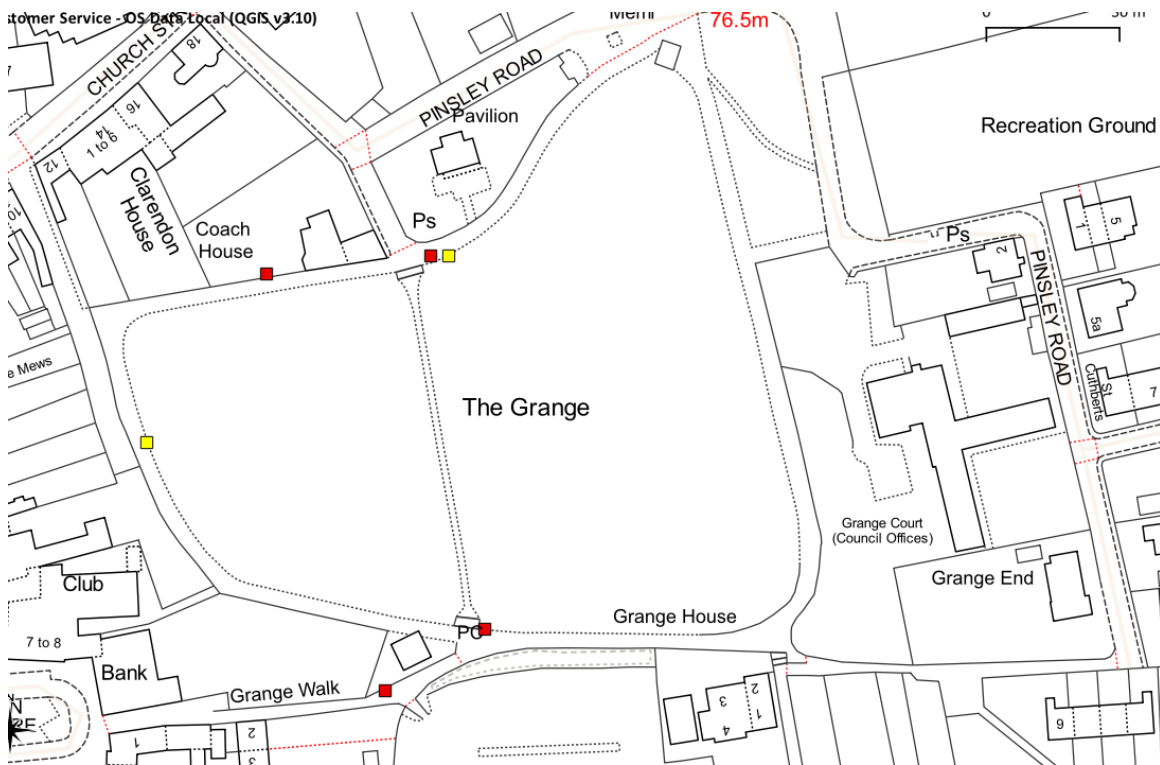 stomer Service - OS Data Local (QGIS v3.10)
76.5m
30 m
18
CHURCH ST
PINSLEY ROAD
16
Pavilion
Recreation Ground
14
1 to 9
12
Clarendon
House
10
Coach
House
Ps
Ps
1
5
2
PINSLEY ROAD
5a
e Mews
St
Cuthberts
7
The Grange
Grange Court
(Council Offices)
Club
Grange End
Grange House
PC
7 to 8
Bank
Grange Walk
1
2
3
2
1
3
4
6
N